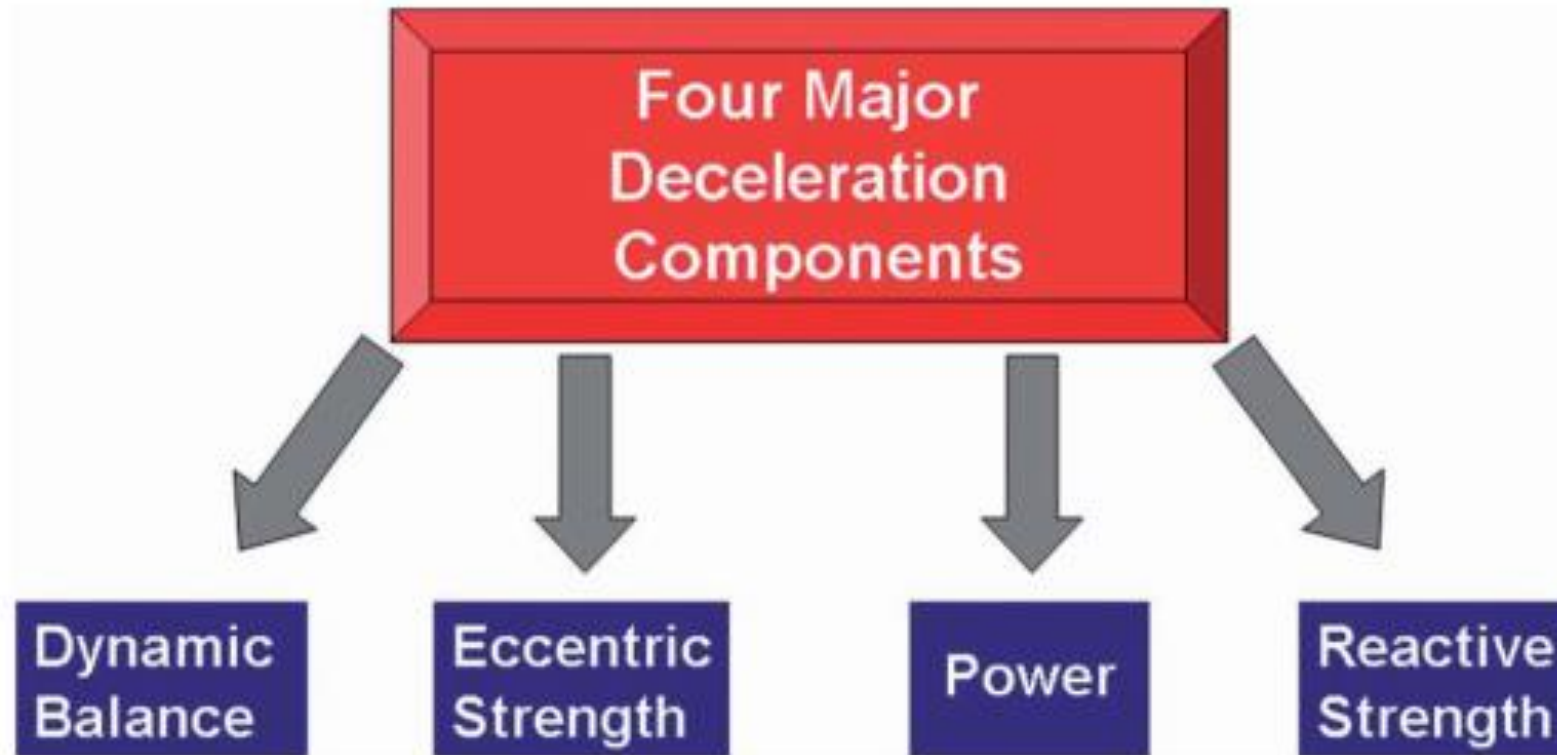 Four Major
Deceleration
Components
Dynamic
Balance
Eccentric
Strength
Power
Reactive
Strength